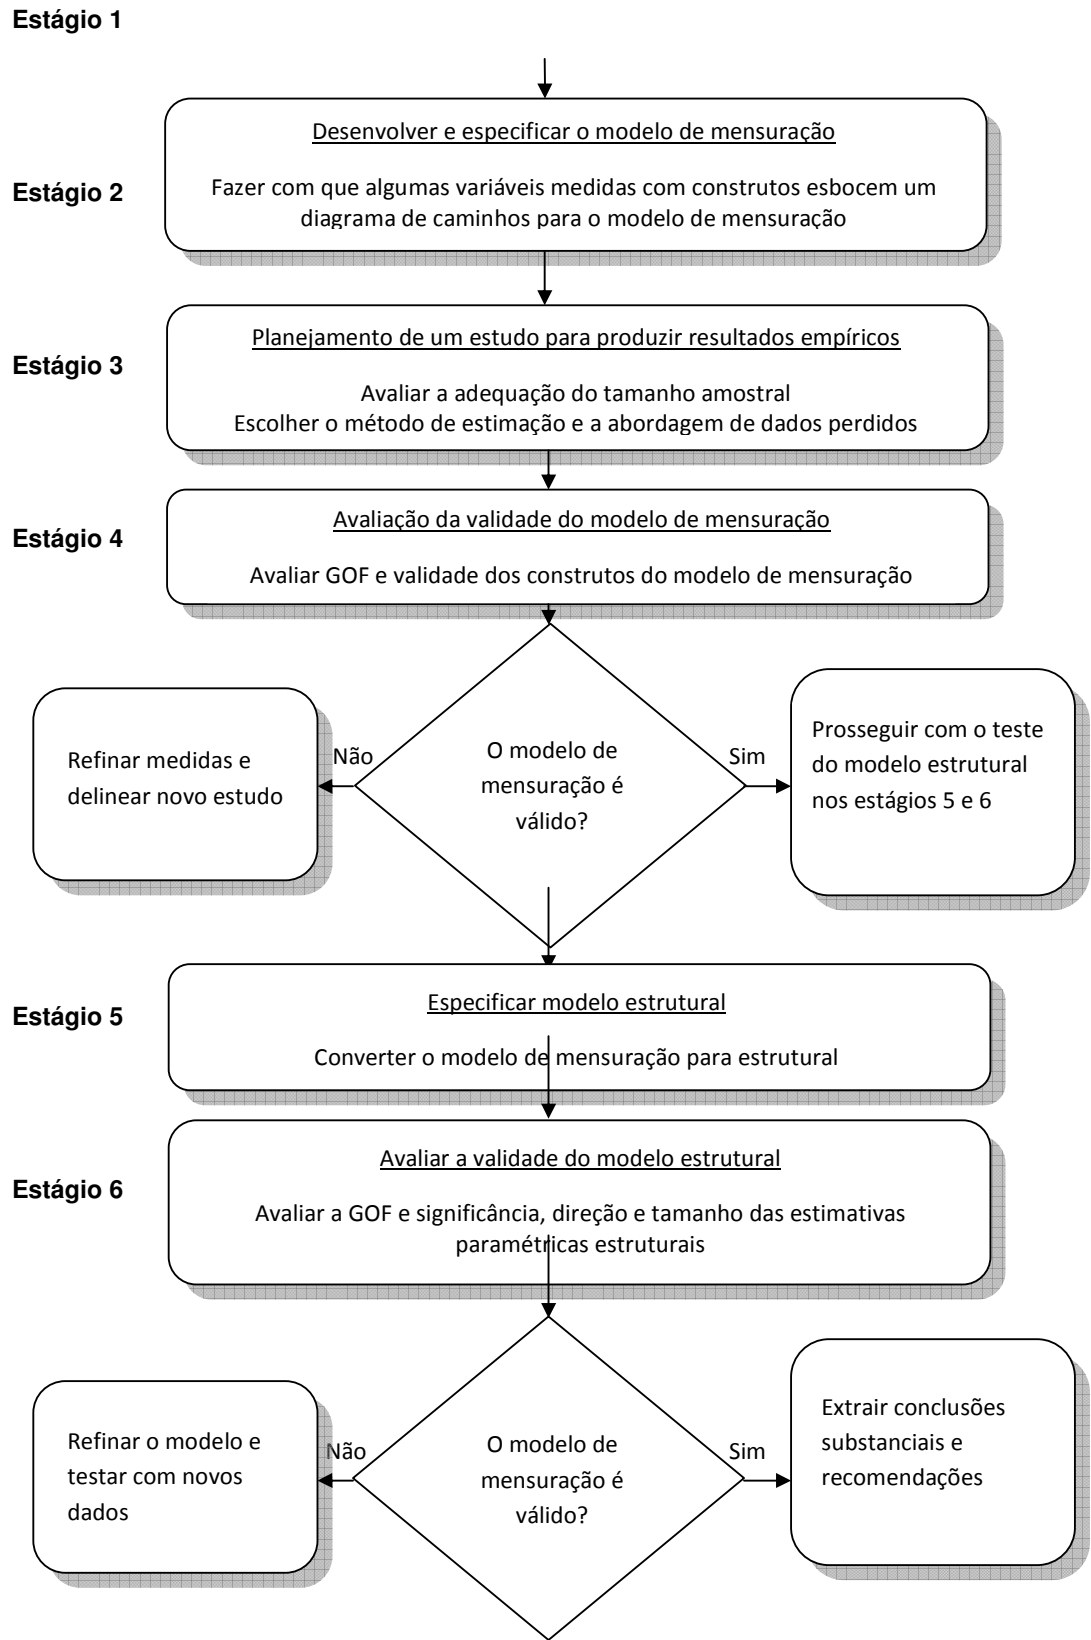 Estágio 1
Desenvolver e especificar o modelo de mensuração
Estágio 2
Fazer com que algumas variáveis medidas com construtos esbocem um
diagrama de caminhos para o modelo de mensuração
Planejamento de um estudo para produzir resultados empíricos
Estágio 3
Avaliar a adequação do tamanho amostral
Escolher o método de estimação e a abordagem de dados perdidos
Avaliação da validade do modelo de mensuração
Estágio 4
Avaliar GOF e validade dos construtos do modelo de mensuração
Refinar medidas e
delinear novo estudo
Não
O modelo de
mensuração é
válido?
Sim
Prosseguir com o teste
do modelo estrutural
nos estágios 5 e 6
Especificar modelo estrutural
Estágio 5
Converter o modelo de mensuração para estrutural
Avaliar a validade do modelo estrutural
Estágio 6
Avaliar a GOF e significância, direção e tamanho das estimativas
paramétricas estruturais
Refinar o modelo e
testar com novos
dados
Não
O modelo de
mensuração é
válido?
Sim
Extrair conclusões
substanciais e
recomendações